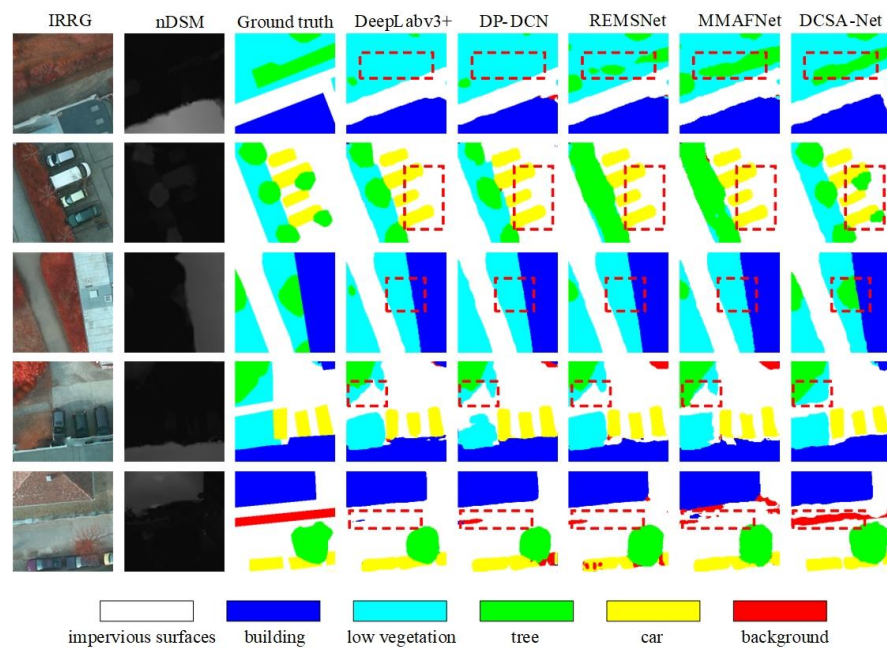 IRRG nDSM Ground truth DeepLabv3+ DP-DCN REMSNet MMAFNet DCSA-Net
impervious surfaces building low vegetation tree car background